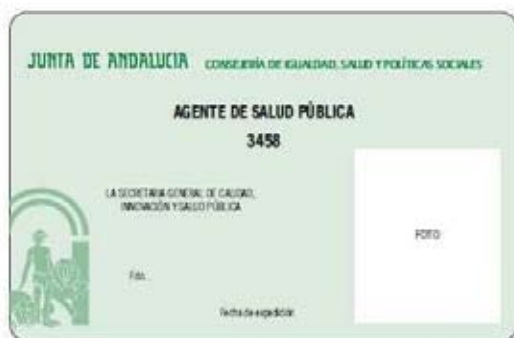 JUNTA DE ANDALUCIA CONSEJERÍA DE IGUALDAD, SALUD Y POLÍTICAS SOCIALES
AGENTE DE SALUD PÚBLICA
3458
LA SECRETARIA GENERAL DE CALIDAD,
INNOVACIÓN Y SALUD PÚBLICA
FOTO
Fdo.
Fecha de expedición